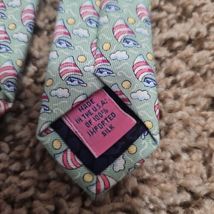 MADE
IN THE U.S.A.
OF 100%
IMPORTED
SILK